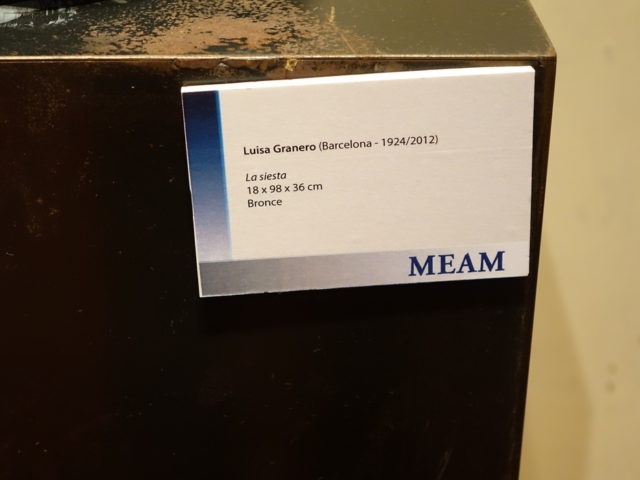 Luisa Granero (Barcelona - 1924/2012)
La siesta
18 x 98 x 36 cm
Bronce
MEAM